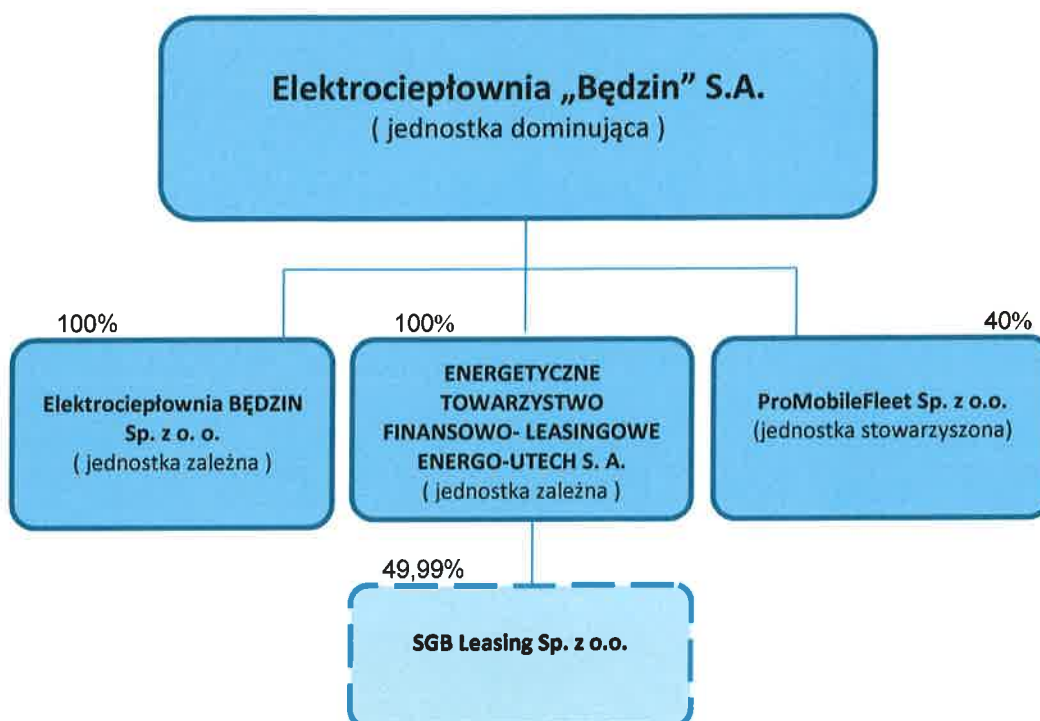 Elektrociepłownia „Będzin” S.A.
( jednostka dominująca )
100%
100%
40%
Elektrociepłownia BĘDZIN
Sp. z o. o.
( jednostka zależna )
ENERGETYCZNE
TOWARZYSTWO
FINANSOWO- LEASINGOWE
ENERGO-UTECH S. A.
( jednostka zależna )
ProMobileFleet Sp. z o.o.
(jednostka stowarzyszona)
49,99%
SGB Leasing Sp. z o.o.